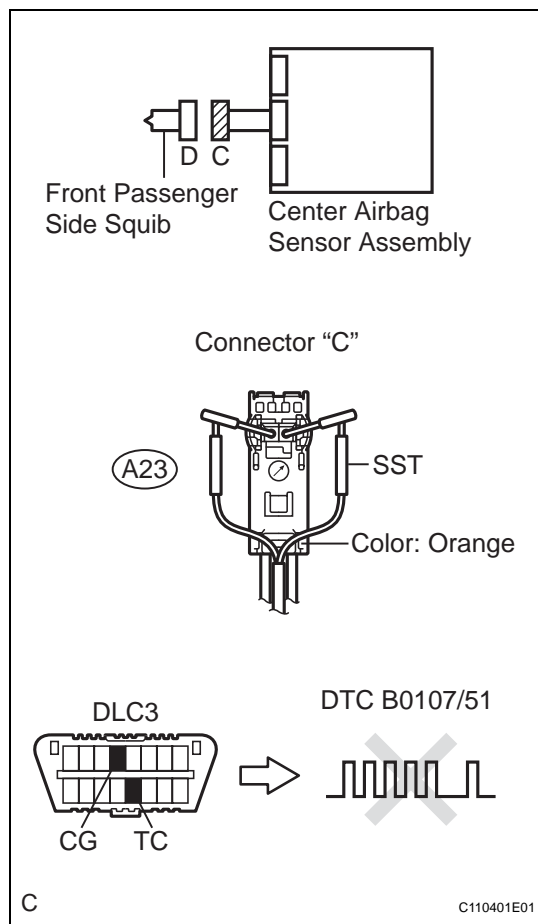 D C
Front Passenger
Side Squib
Center Airbag
Sensor Assembly
Connector “C”
A23
SST
Color: Orange
DLC3
DTC B0107/51
CG TC
C
C110401E01